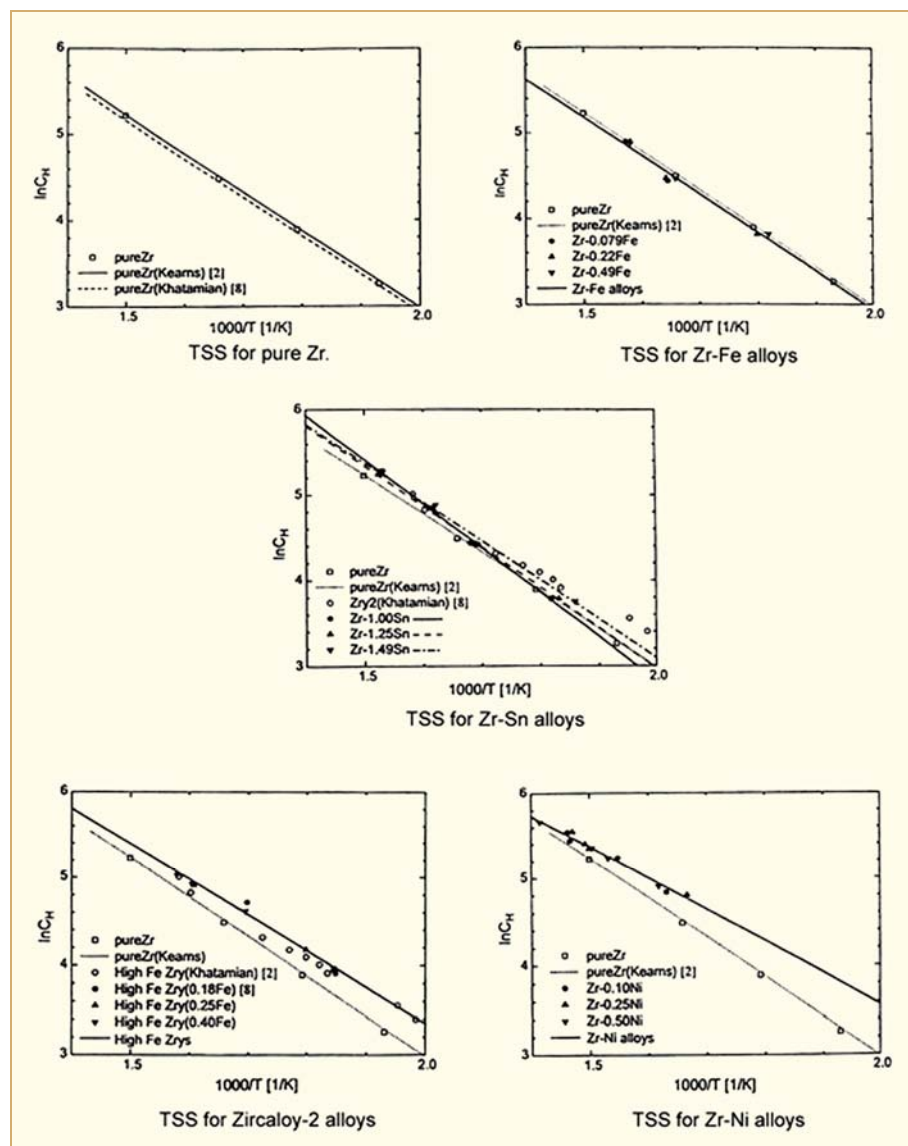 6
5
4
3
lnCH
pureZr
pureZr(Kearns) [2]
pureZr(Khatamian) [8]
1.5
2.0
1000/T [1/K]
TSS for pure Zr.
6
5
4
3
lnCH
pureZr
pureZr(Kearns) [2]
Zr-0.079Fe
Zr-0.22Fe
Zr-0.49Fe
Zr-Fe alloys
1.5
2.0
1000/T [1/K]
TSS for Zr-Fe alloys
6
5
4
3
lnCH
pureZr
pureZr(Kearns) [2]
Zry2(Khatamian) [8]
Zr-1.00Sn
Zr-1.25Sn
Zr-1.49Sn
1.5
2.0
1000/T [1/K]
TSS for Zr-Sn alloys
6
5
4
3
lnCH
pureZr
pureZr(Kearns)
High Fe Zry(Khatamian) [2]
High Fe Zry(0.18Fe) [8]
High Fe Zry(0.25Fe)
High Fe Zry(0.40Fe)
High Fe Zrys
1.5
2.0
1000/T [1/K]
TSS for Zircaloy-2 alloys
6
5
4
3
lnCH
pureZr
pureZr(Kearns) [2]
Zr-0.10Ni
Zr-0.25Ni
Zr-0.50Ni
Zr-Ni alloys
1.5
2.0
1000/T [1/K]
TSS for Zr-Ni alloys